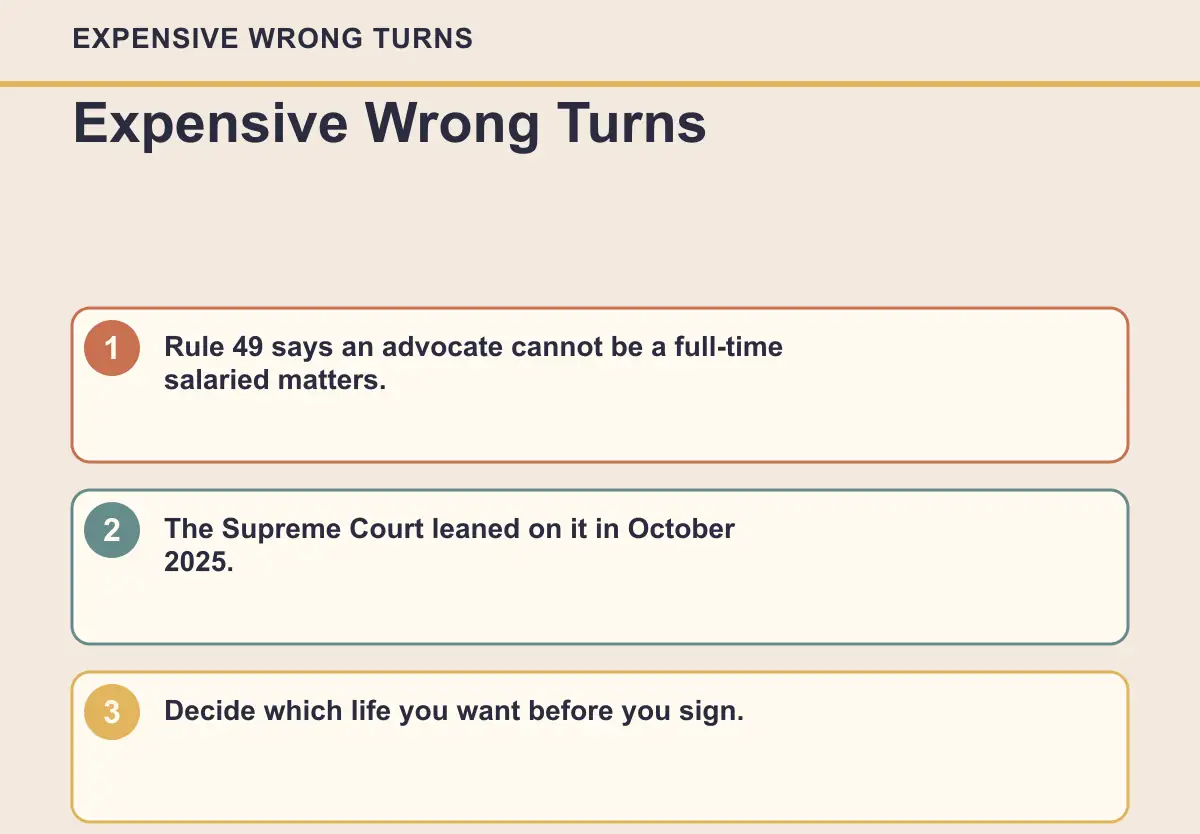 EXPENSIVE WRONG TURNS
Expensive Wrong Turns
1
Rule 49 says an advocate cannot be a full-time
salaried matters.
2
The Supreme Court leaned on it in October
2025.
3
Decide which life you want before you sign.